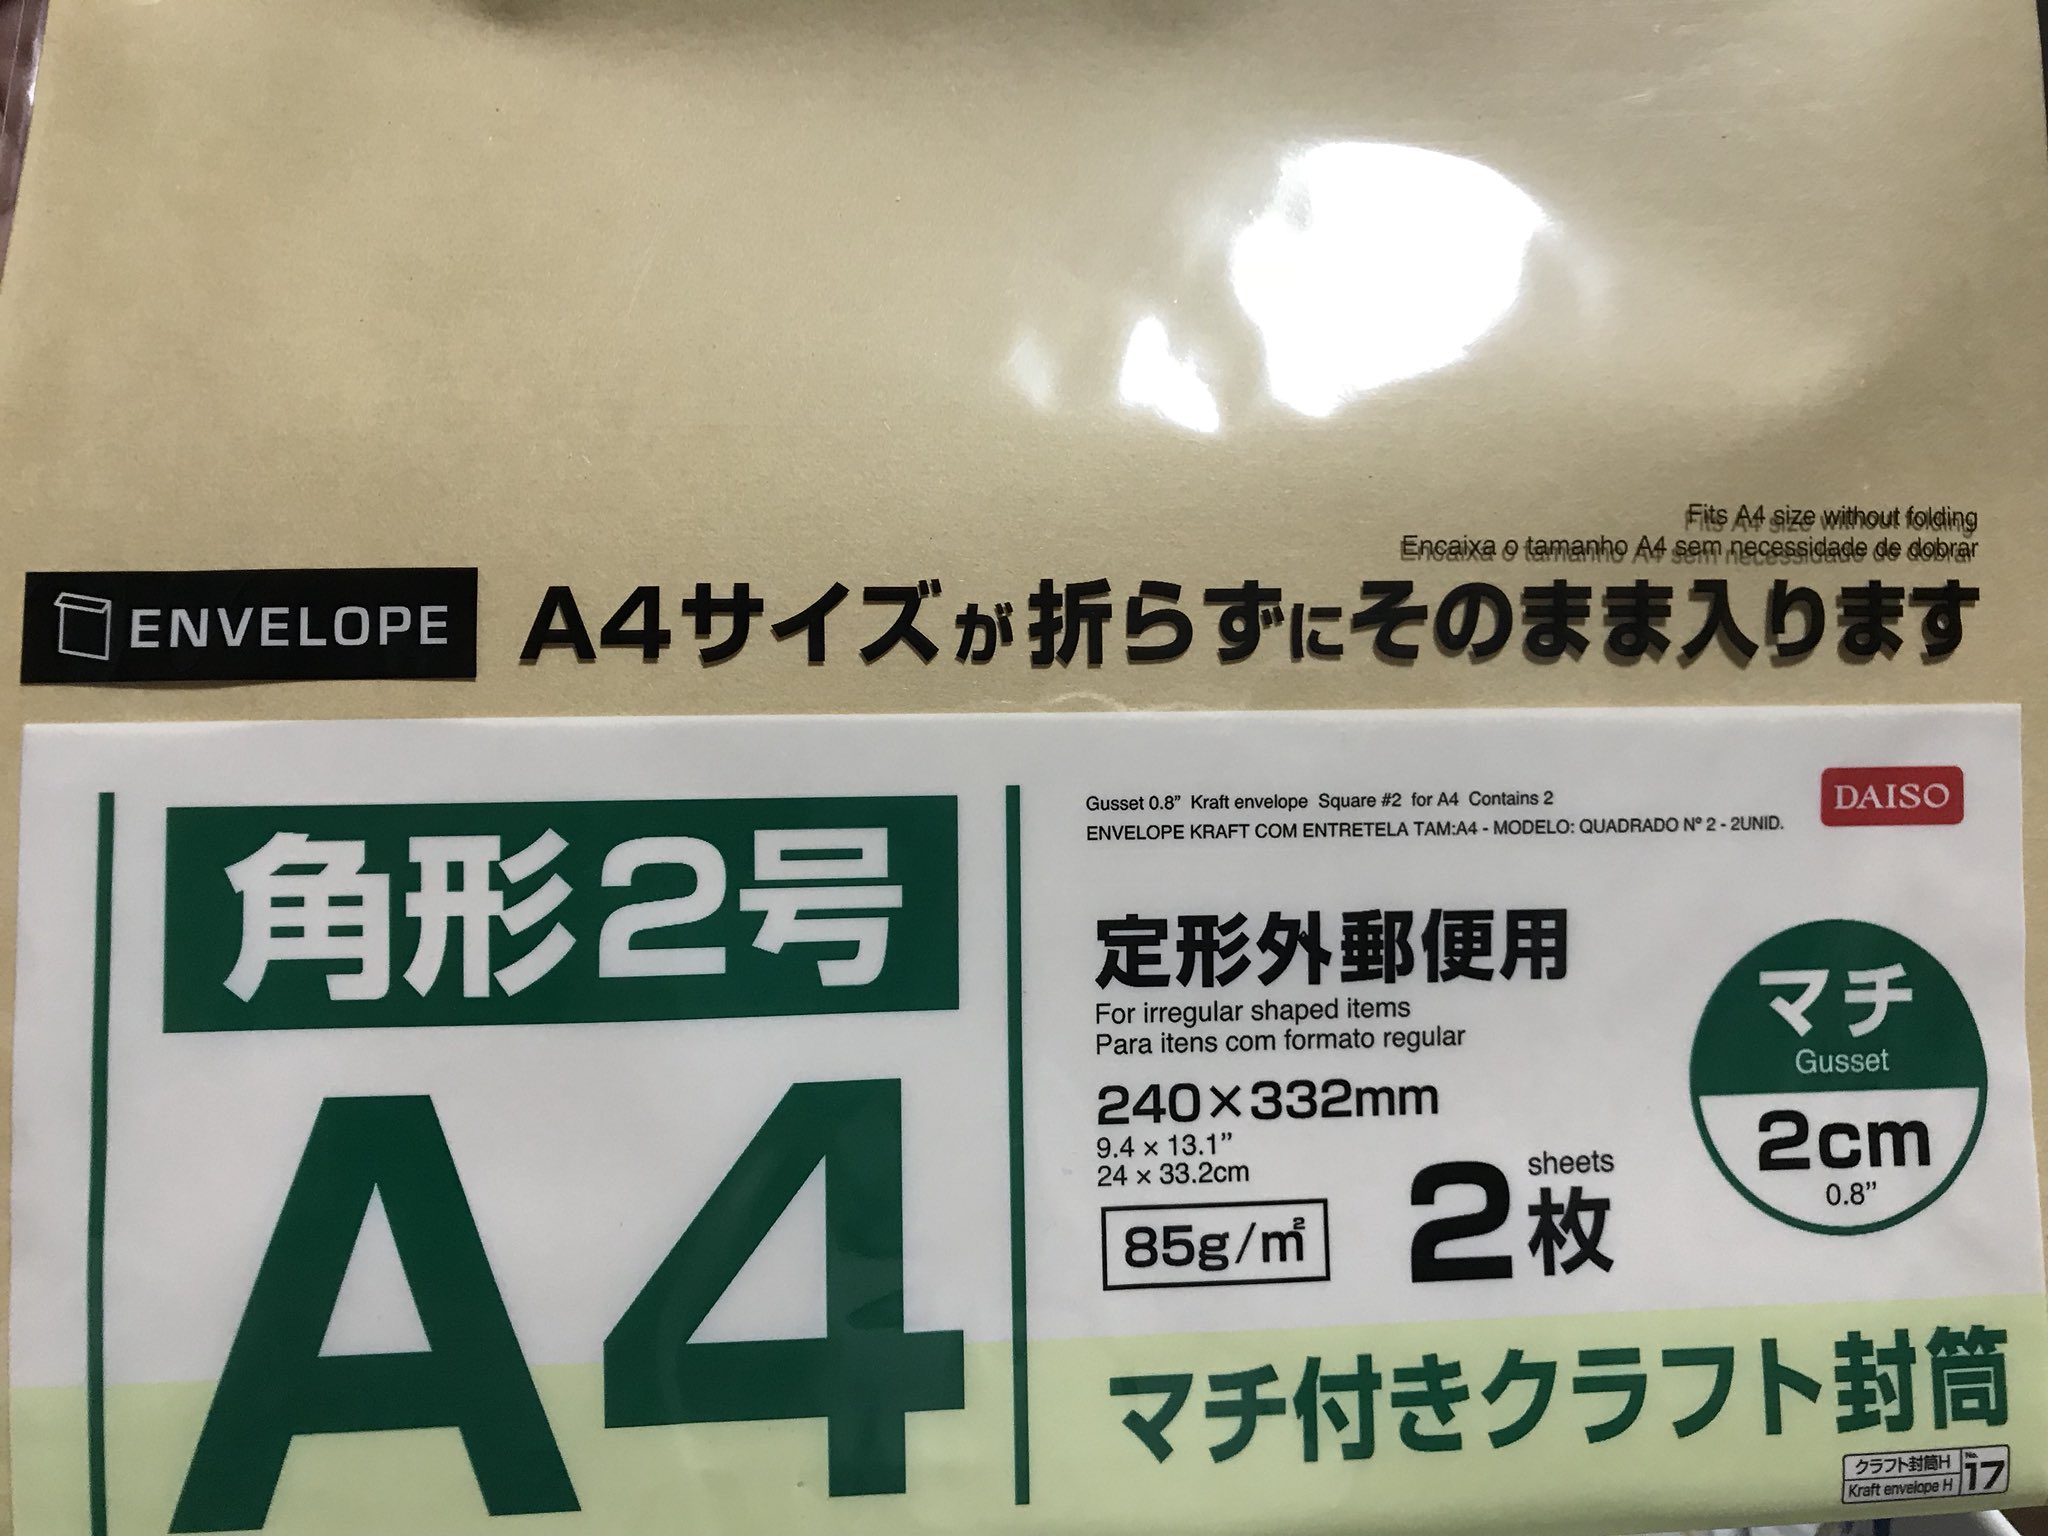 Fits A4 size without folding
Encaixa o tamanho A4 sem necessidade de dobrar
ENVELOPE
A4サイズが折らずにそのまま入ります
角形2号
A4
Gusset 0.8” Kraft envelope Square #2 for A4 Contains 2
ENVELOPE KRAFT COM ENTRETELA TAM:A4 - MODELO: QUADRADO Nº 2 - 2UNID.
DAISO
定形外郵便用
For irregular shaped items
Para itens com formato regular
240×332mm
9.4 × 13.1”
24 × 33.2cm
85g/㎡
2枚
sheets
マチ
Gusset
2cm
0.8”
マチ付きクラフト封筒
クラフト封筒H
Kraft envelope H
No.17